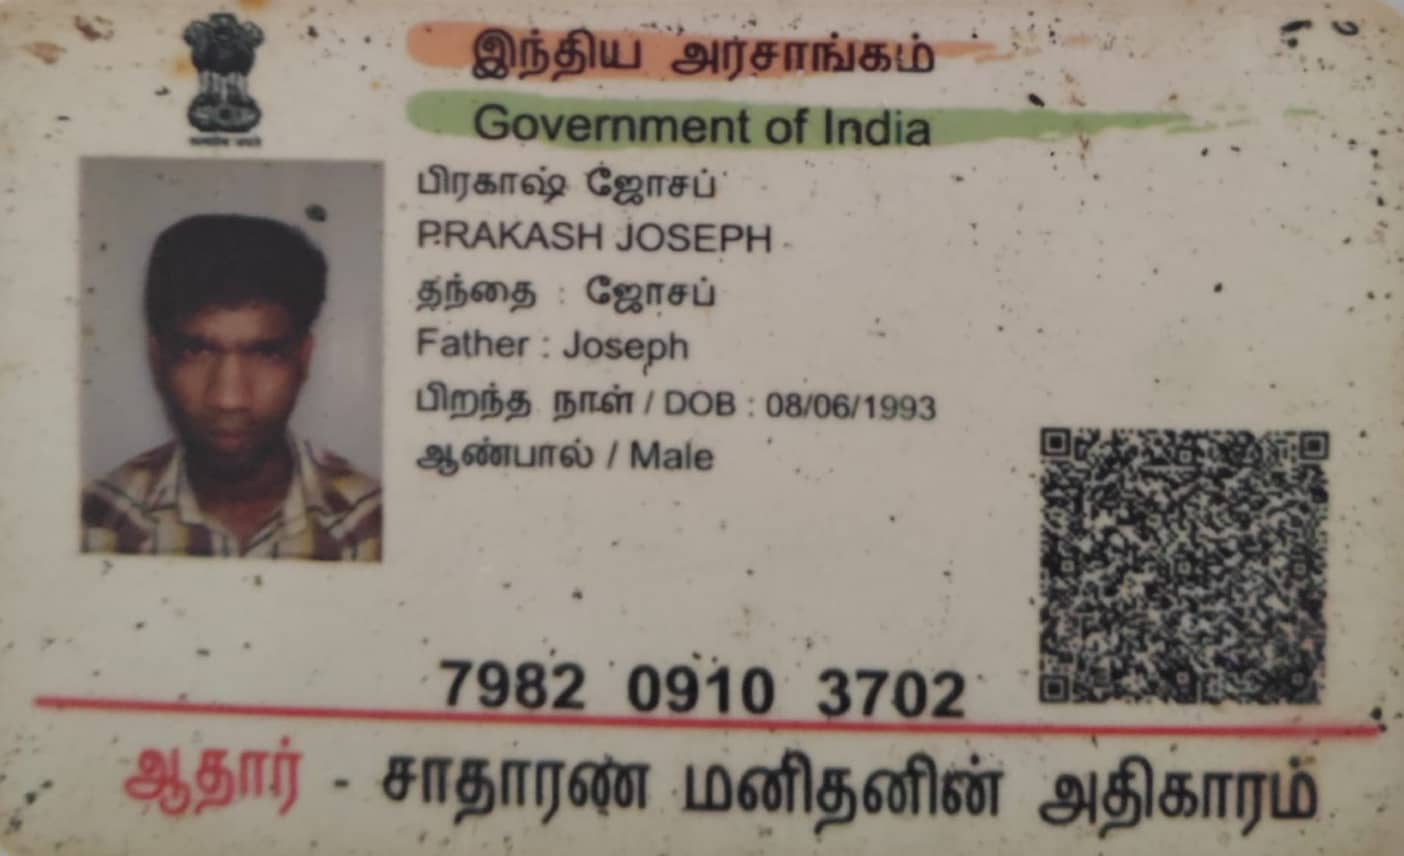 இந்திய அரசாங்கம்
Government of India
பிரகாஷ் ஜோசப்
PRAKASH JOSEPH
தந்தை : ஜோசப்
Father : Joseph
பிறந்த நாள் / DOB : 08/06/1993
ஆண்பால் / Male
7982 0910 3702
ஆதார் - சாதாரண மனிதனின் அதிகாரம்